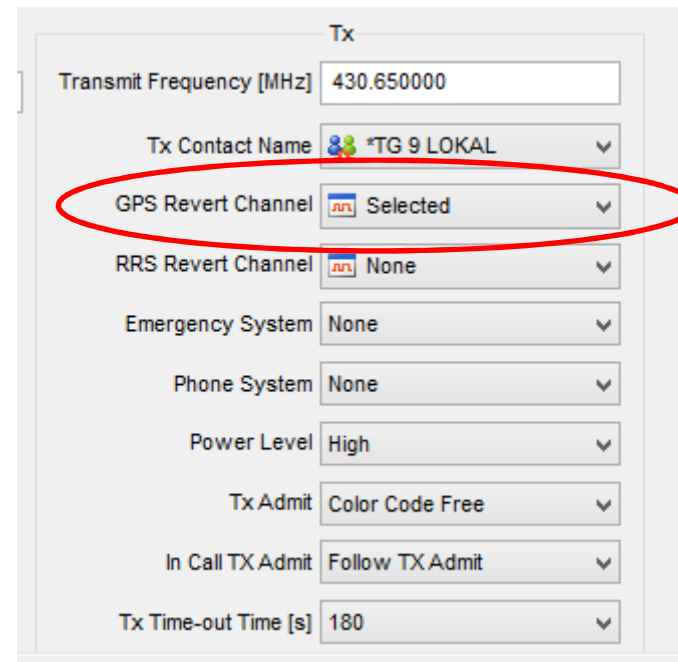 Tx
Transmit Frequency [MHz] 430.650000
Tx Contact Name *TG 9 LOKAL
GPS Revert Channel Selected
RRS Revert Channel None
Emergency System None
Phone System None
Power Level High
Tx Admit Color Code Free
In Call TX Admit Follow TX Admit
Tx Time-out Time [s] 180